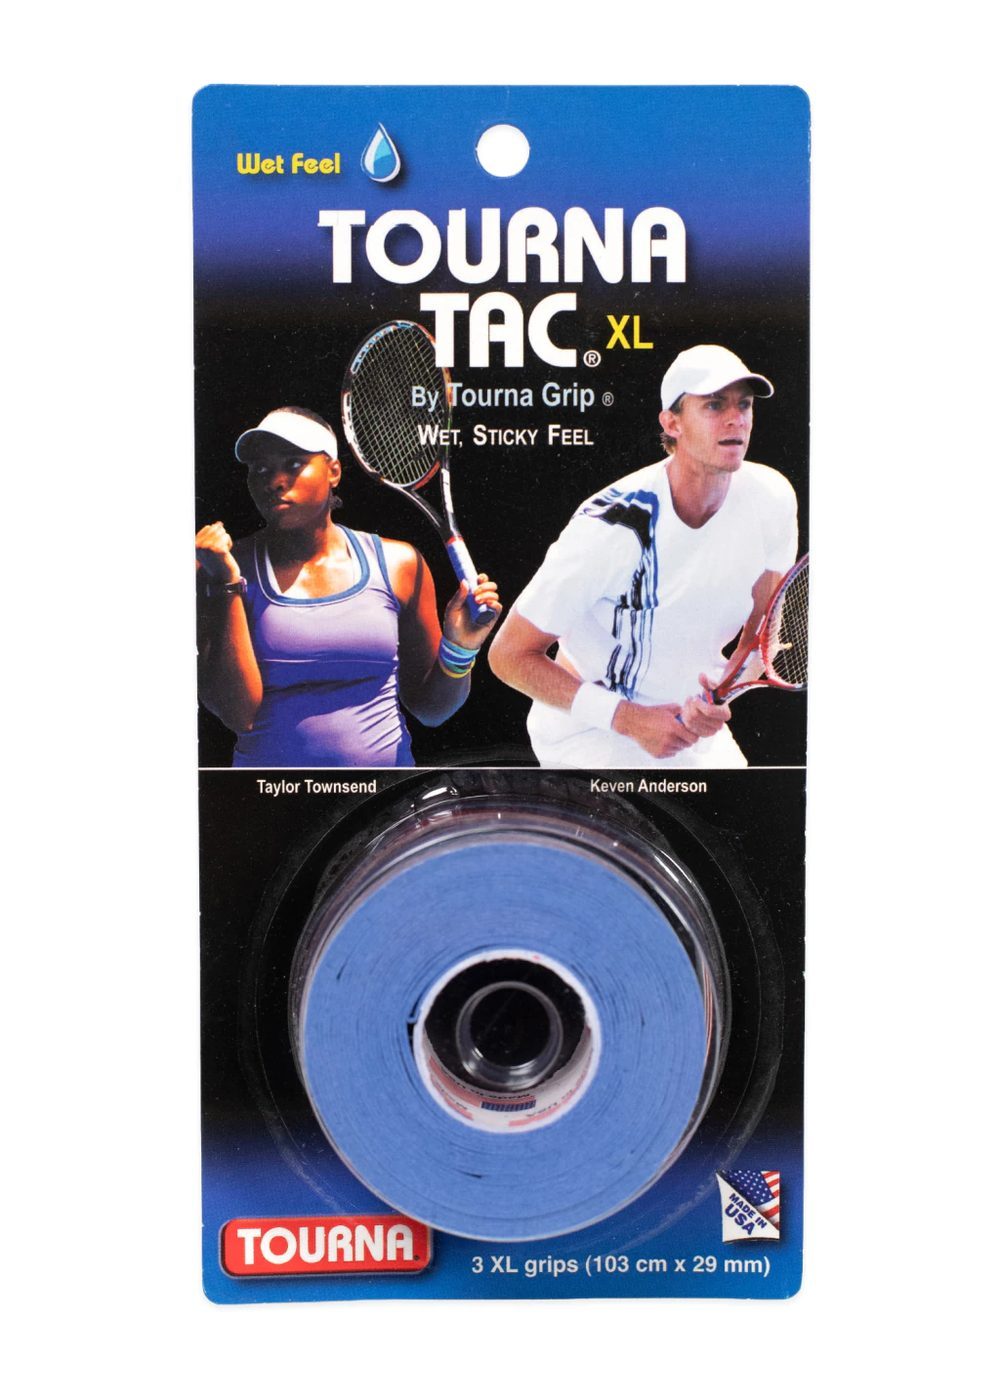 Wet Feel
TOURNA
TAC® XL
By Tourna Grip ®
WET, STICKY FEEL
Taylor Townsend
Keven Anderson
MADE IN
USA
TOURNA
3 XL grips (103 cm x 29 mm)